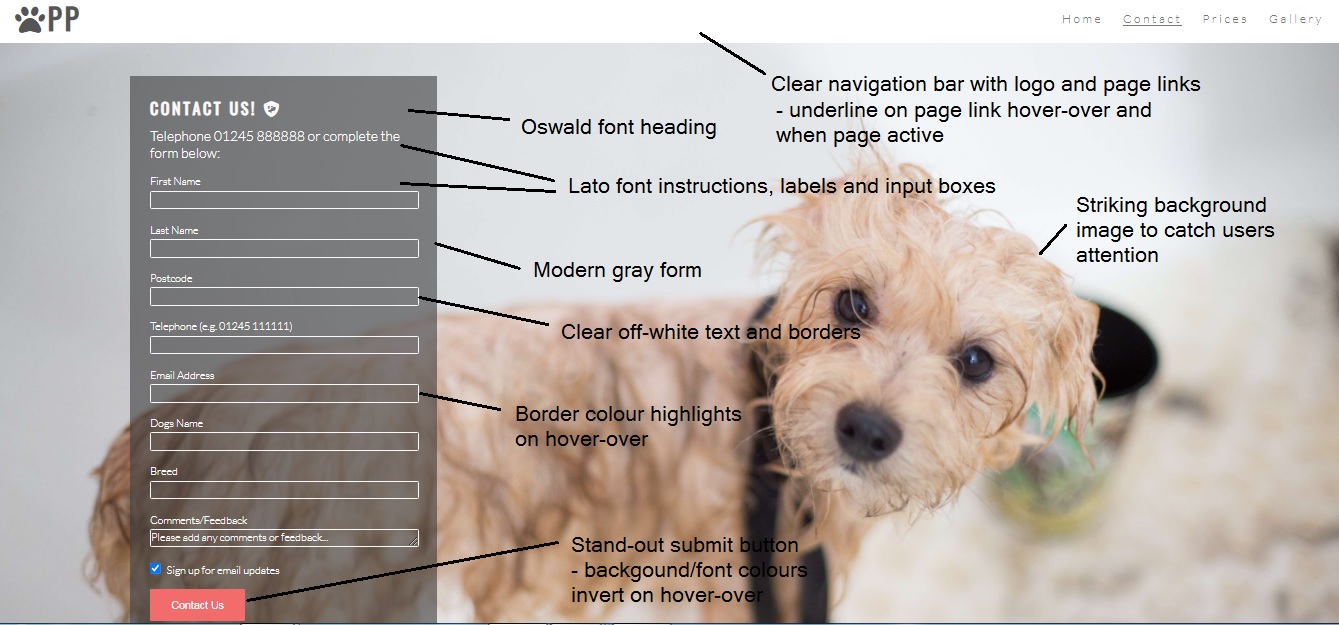 PP
Home Contact Prices Gallery
Clear navigation bar with logo and page links
- underline on page link hover-over and
when page active
CONTACT US!
Oswald font heading
Telephone 01245 888888 or complete the
form below:
Lato font instructions, labels and input boxes
First Name
Striking background
image to catch users
attention
Last Name
Modern gray form
Postcode
Clear off-white text and borders
Telephone (e.g. 01245 111111)
Email Address
Border colour highlights
on hover-over
Dogs Name
Breed
Comments/Feedback
Please add any comments or feedback...
Stand-out submit button
- backgound/font colours
invert on hover-over
Sign up for email updates
Contact Us